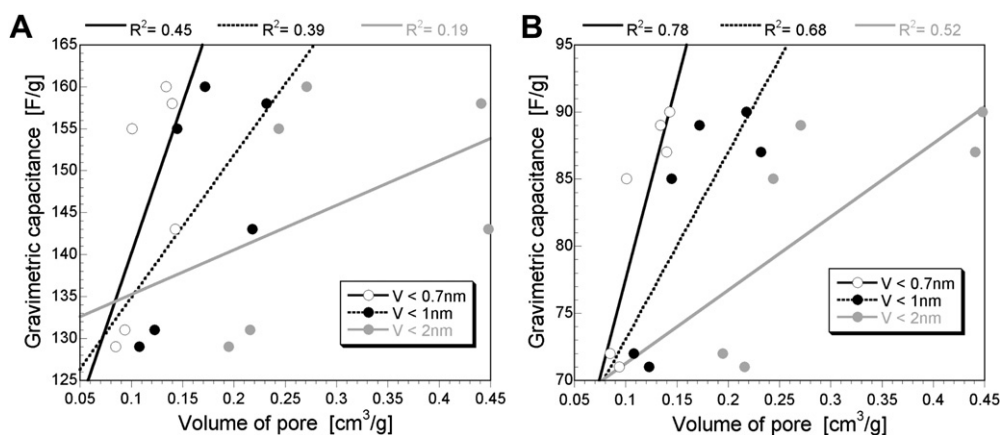 A
R²= 0.45 R²= 0.39 R²= 0.19
165
160
155
150
145
140
135
130
125
Gravimetric capacitance [F/g]
V < 0.7nm
V < 1nm
V < 2nm
0.05 0.1 0.15 0.2 0.25 0.3 0.35 0.4 0.45
Volume of pore [cm³/g]
B
R²= 0.78 R²= 0.68 R²= 0.52
95
90
85
80
75
70
Gravimetric capacitance [F/g]
V < 0.7nm
V < 1nm
V < 2nm
0.05 0.1 0.15 0.2 0.25 0.3 0.35 0.4 0.45
Volume of pore [cm³/g]